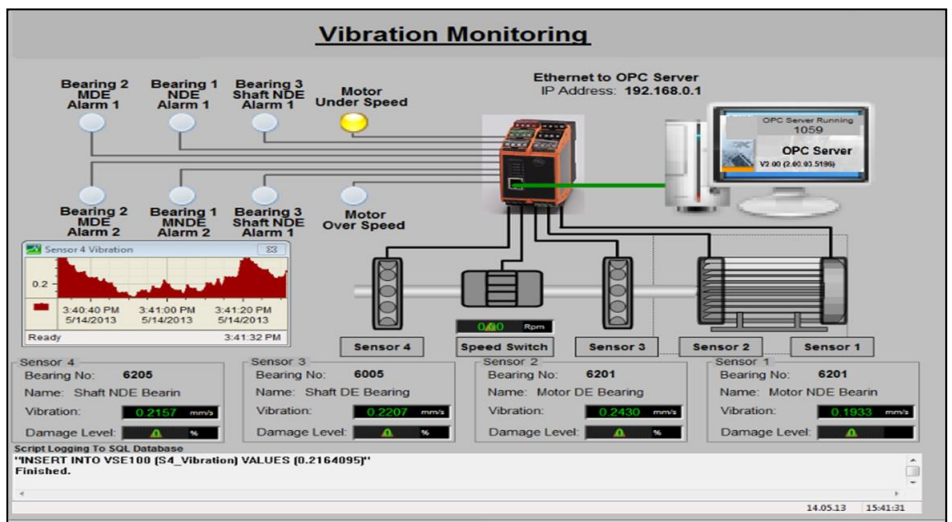 Vibration Monitoring
Bearing 2
MDE
Alarm 1
Bearing 1
NDE
Alarm 1
Bearing 3
Shaft NDE
Alarm 1
Motor
Under Speed
Ethernet to OPC Server
IP Address: 192.168.0.1
OPC Server Running
1059
OPC Server
V2.00 (2.00.03.5196)
Bearing 2
MDE
Alarm 2
Bearing 1
MNDE
Alarm 2
Bearing 3
Shaft NDE
Alarm 1
Motor
Over Speed
Sensor 4 Vibration
0.2
3:40:40 PM
5/14/2013
3:41:00 PM
5/14/2013
3:41:20 PM
5/14/2013
Ready
3:41:32 PM
Rpm
Sensor 4
Speed Switch
Sensor 3
Sensor 2
Sensor 1
Sensor 4
Bearing No: 6205
Name: Shaft NDE Bearin
Vibration: 0.2157 mm/s
Damage Level: %
Sensor 3
Bearing No: 6005
Name: Shaft DE Bearing
Vibration: 0.2207 mm/s
Damage Level: %
Sensor 2
Bearing No: 6201
Name: Motor DE Bearing
Vibration: 0.2430 mm/s
Damage Level: %
Sensor 1
Bearing No: 6201
Name: Motor NDE Bearin
Vibration: 0.1933 mm/s
Damage Level: %
Script Logging To SQL Database
"INSERT INTO VSE100 (S4_Vibration) VALUES (0.2164095)"
Finished.
14.05.13 15:41:31